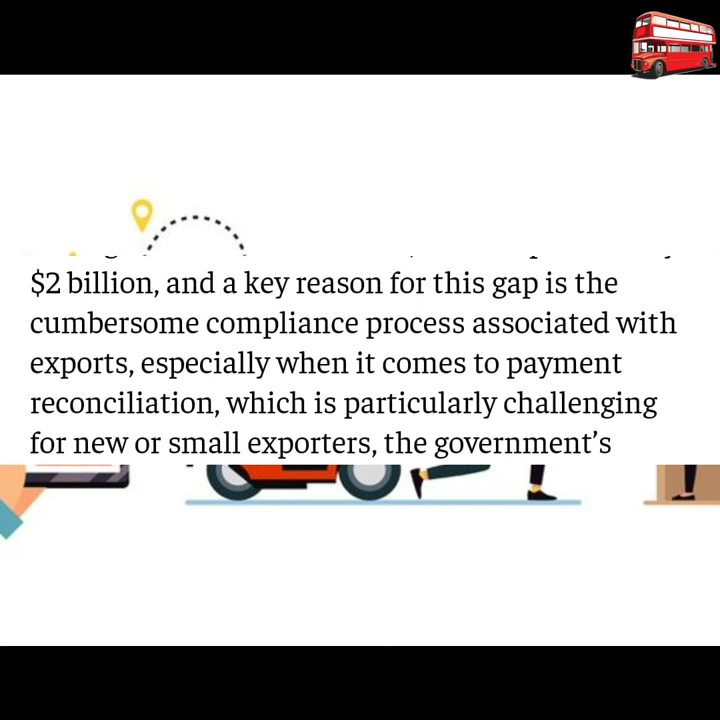 $2 billion, and a key reason for this gap is the
cumbersome compliance process associated with
exports, especially when it comes to payment
reconciliation, which is particularly challenging
for new or small exporters, the government’s